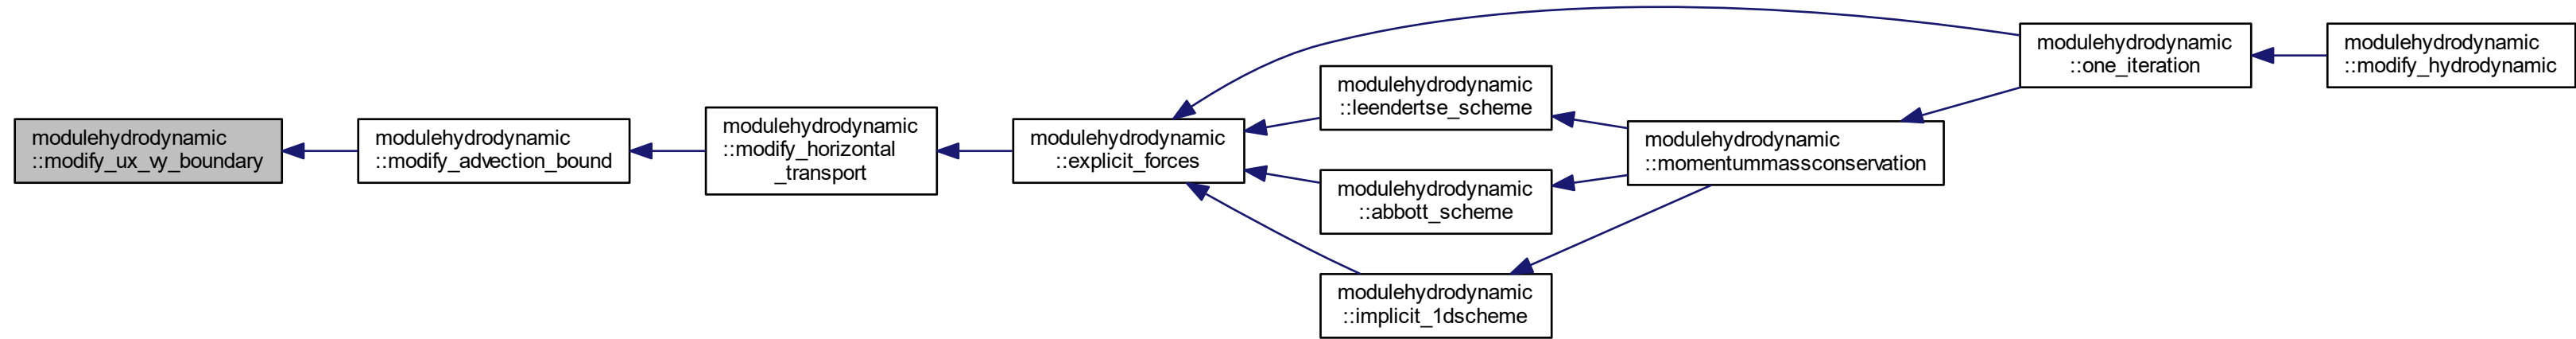 modulehydrodynamic
::modify_ux_vy_boundary
modulehydrodynamic
::modify_advection_bound
modulehydrodynamic
::modify_horizontal
_transport
modulehydrodynamic
::explicit_forces
modulehydrodynamic
::leendertse_scheme
modulehydrodynamic
::abbott_scheme
modulehydrodynamic
::implicit_1dscheme
modulehydrodynamic
::momentummassconservation
modulehydrodynamic
::one_iteration
modulehydrodynamic
::modify_hydrodynamic